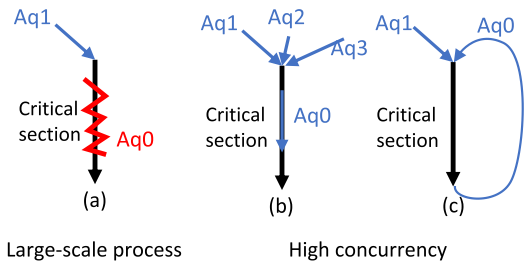 Aq1
Critical
section
Aq0
(a)
Large-scale process
Aq1
Aq2
Aq3
Critical
section
Aq0
(b)
Aq1
Aq0
Critical
section
(c)
High concurrency